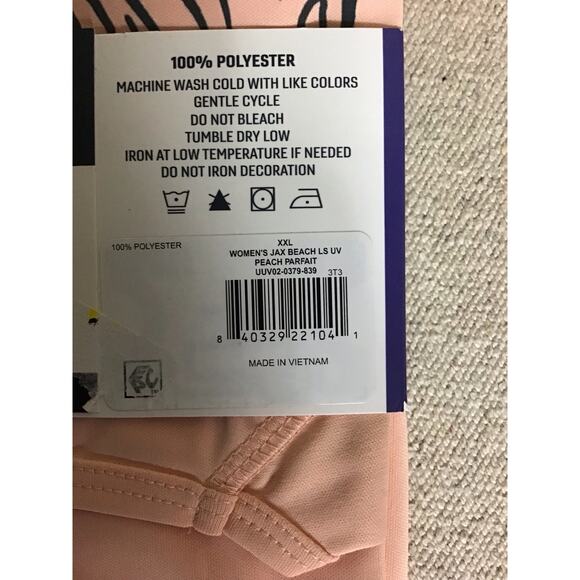 100% POLYESTER
MACHINE WASH COLD WITH LIKE COLORS
GENTLE CYCLE
DO NOT BLEACH
TUMBLE DRY LOW
IRON AT LOW TEMPERATURE IF NEEDED
DO NOT IRON DECORATION
100% POLYESTER
XXL
WOMEN'S JAX BEACH LS UV
PEACH PARFAIT
UUV02-0379-839 3T3
8 40329 22104 1
MADE IN VIETNAM